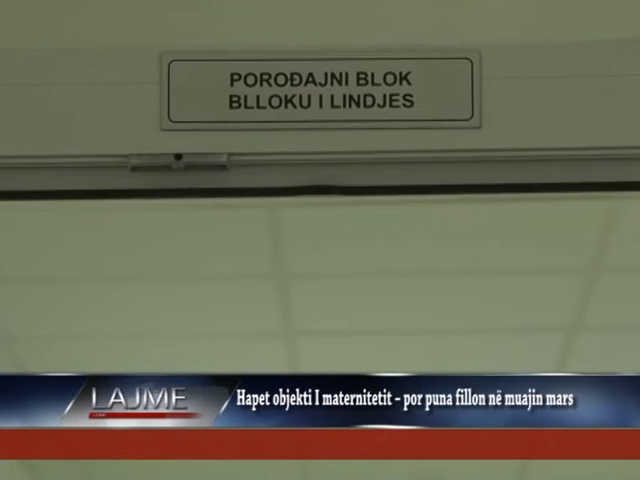 POROĐAJNI BLOK
BLLOKU I LINDJES
LAJME
Hapet objekti I maternitetit – por puna fillon në muajin mars